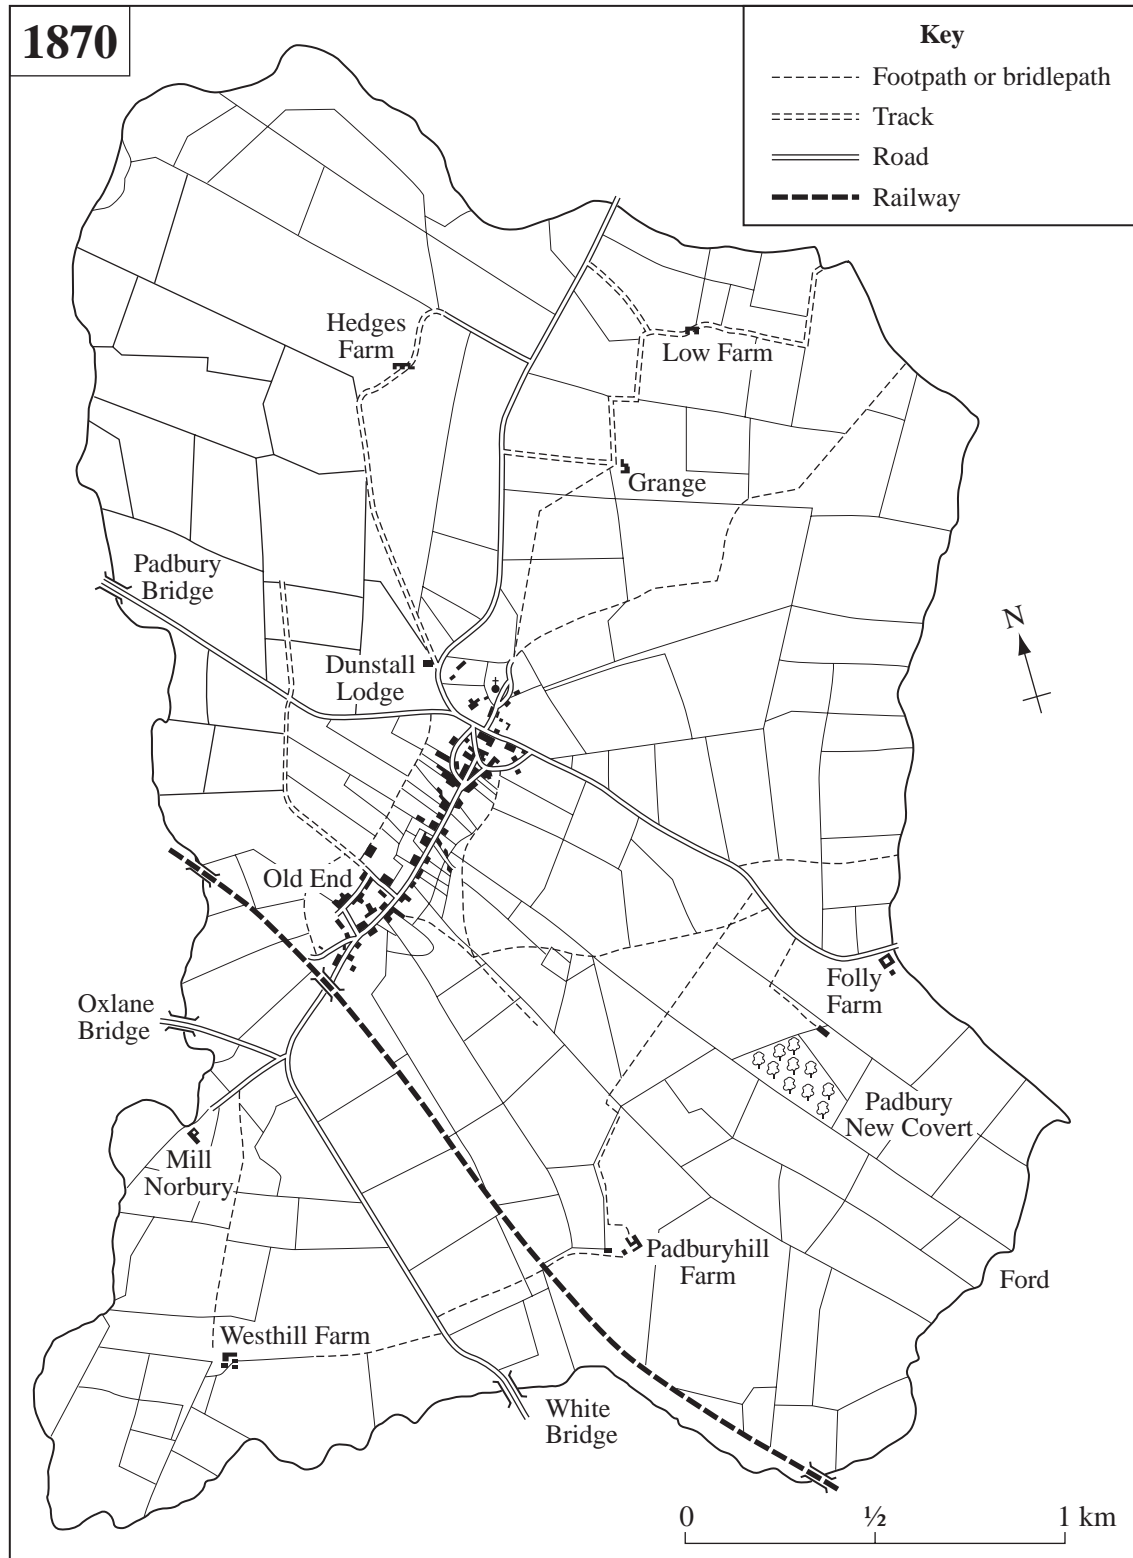 1870
Key
Footpath or bridlepath
Track
Road
Railway
Hedges
Farm
Low Farm
Grange
Padbury
Bridge
N
Dunstall
Lodge
Old End
Folly
Farm
Oxlane
Bridge
Padbury
New Covert
Mill
Norbury
Padburyhill
Farm
Ford
Westhill Farm
White
Bridge
0 ½ 1 km